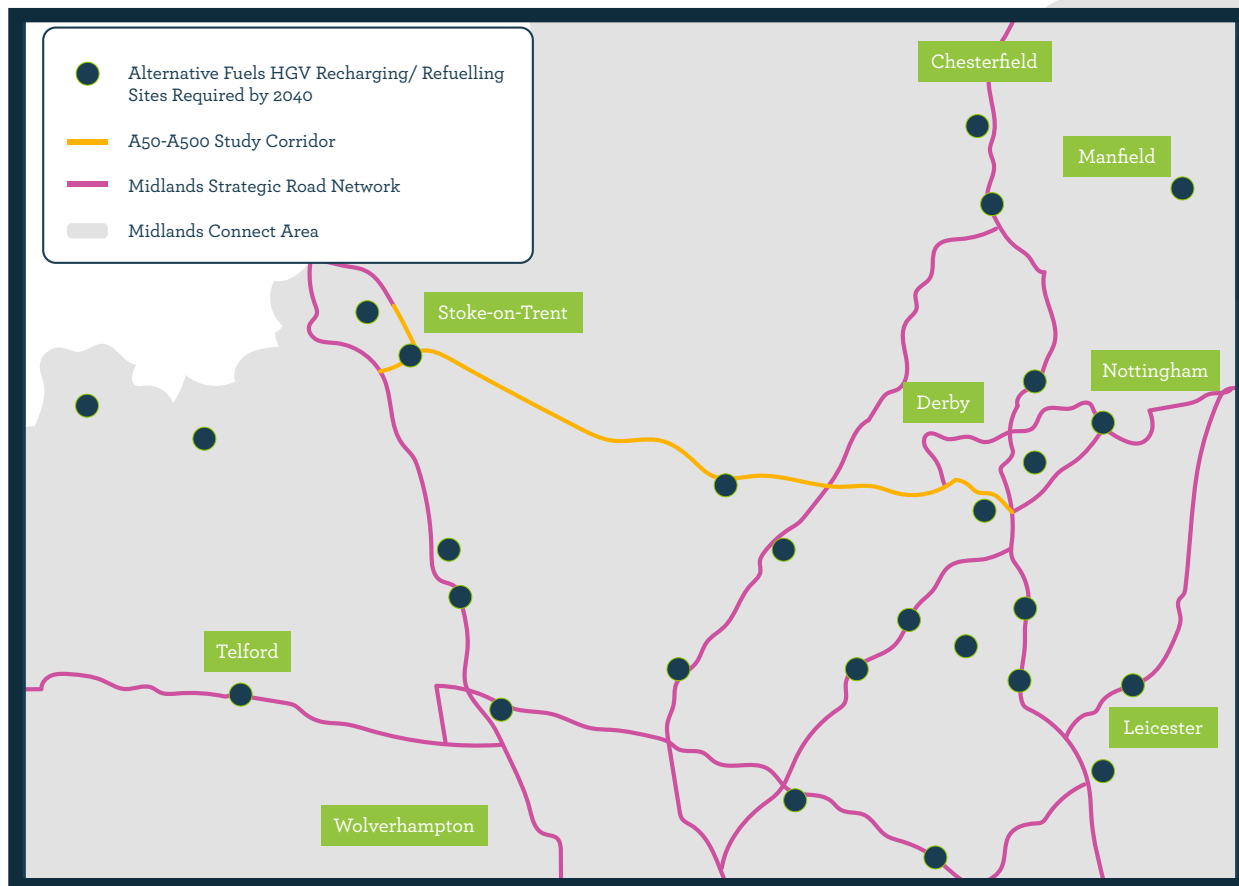 Alternative Fuels HGV Recharging/ Refuelling
Sites Required by 2040
A50-A500 Study Corridor
Midlands Strategic Road Network
Midlands Connect Area
Chesterfield
Manfield
Stoke-on-Trent
Nottingham
Derby
Telford
Leicester
Wolverhampton